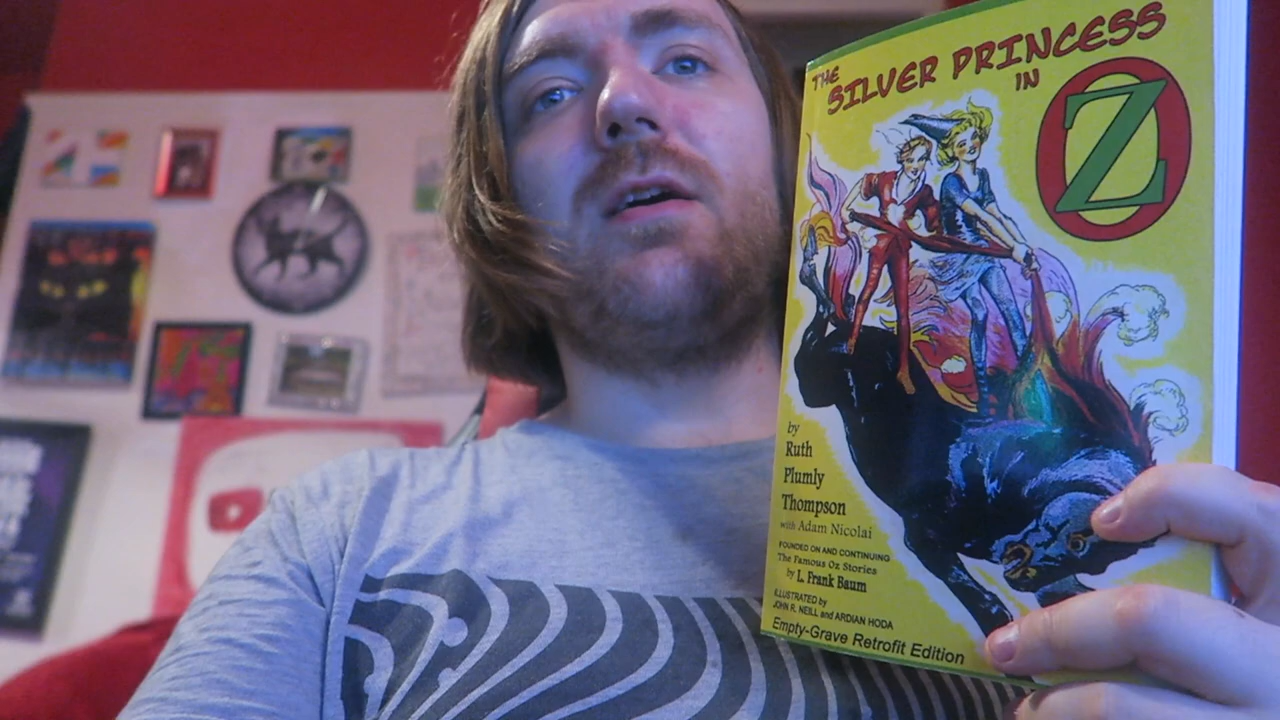 THE
SILVER PRINCESS
IN
OZ
by
Ruth
Plumly
Thompson
with Adam Nicolai
FOUNDED ON AND CONTINUING
The Famous Oz Stories
by L. Frank Baum
ILLUSTRATED by
JOHN R. NEILL and ARDIAN HODA
Empty-Grave Retrofit Edition